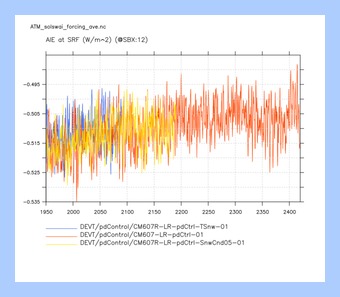 ATM_solswai_forcing_ave.nc
AIE at SRF (W/m^2) (@SBX:12)
-0.495
-0.505
-0.515
-0.525
-0.535
1950 2000 2050 2100 2150 2200 2250 2300 2350 2400
DEVT/pdControl/CM607R-LR-pdCtrl-TSnw-01
DEVT/pdControl/CM607-LR-pdCtrl-01
DEVT/pdControl/CM607R-LR-pdCtrl-SnwCnd05-01